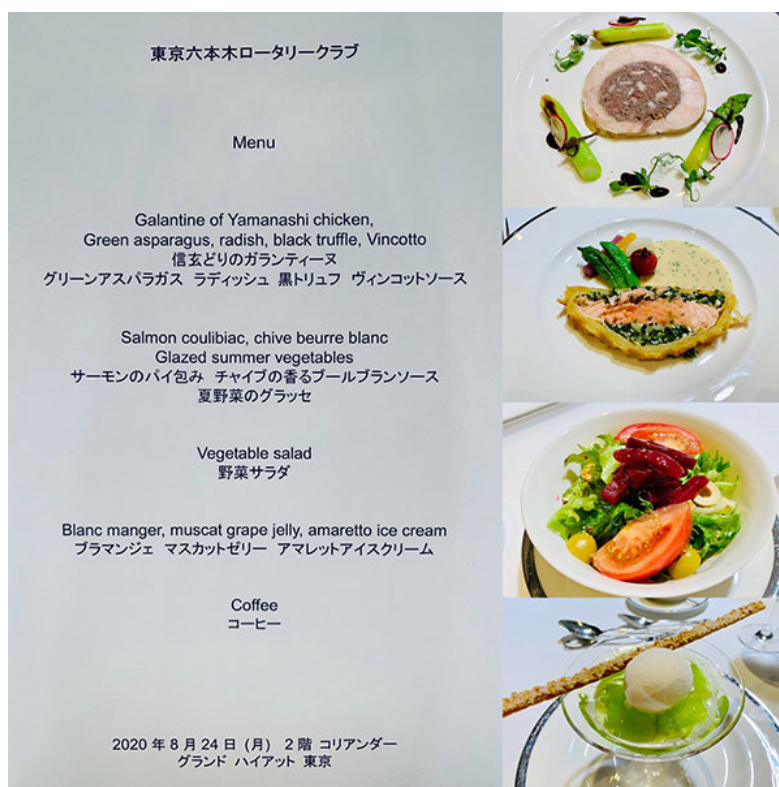 東京六本木ロータリークラブ
Menu
Galantine of Yamanashi chicken,
Green asparagus, radish, black truffle, Vincotto
信玄どりのガランティーヌ
グリーンアスパラガス ラディッシュ 黒トリュフ ヴィンコットソース
Salmon coulibiac, chive beurre blanc
Glazed summer vegetables
サーモンのパイ包み チャイブの香るブールブランソース
夏野菜のグラッセ
Vegetable salad
野菜サラダ
Blanc manger, muscat grape jelly, amaretto ice cream
ブラマンジェ マスカットゼリー アマレットアイスクリーム
Coffee
コーヒー
2020 年 8 月 24 日 (月) 2 階 コリアンダー
グランド ハイアット 東京